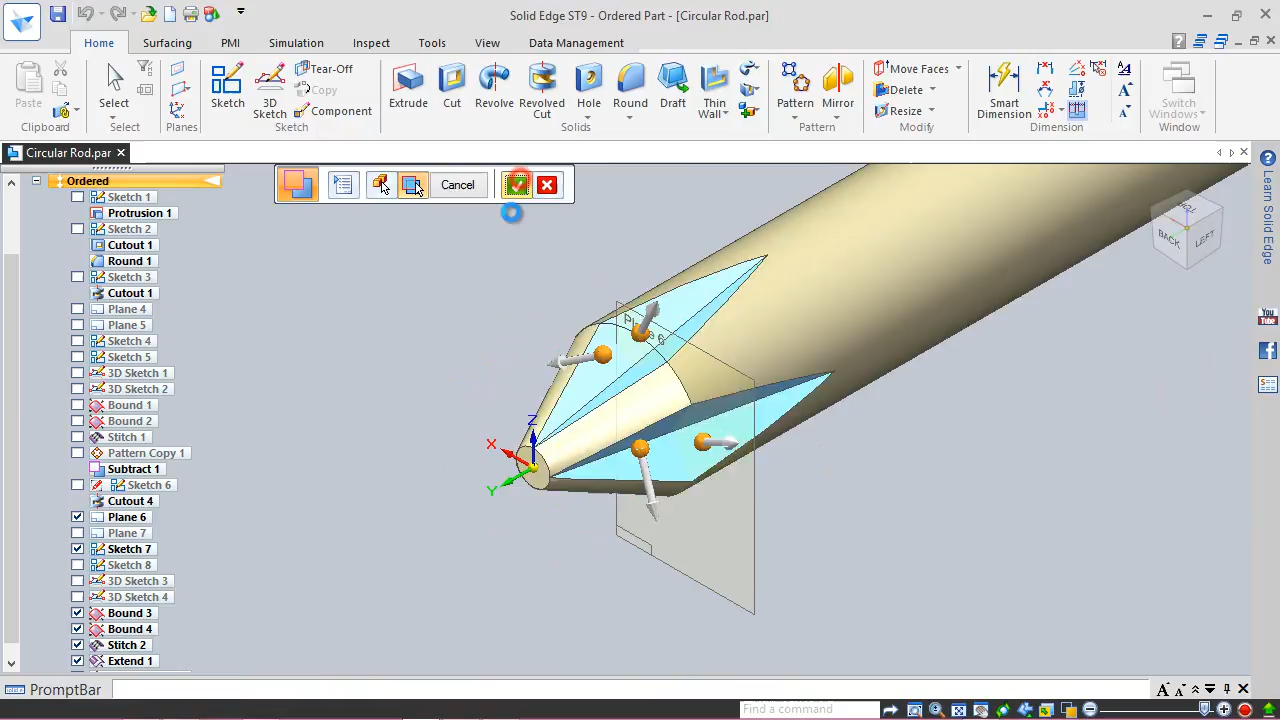 Solid Edge ST9 - Ordered Part - [Circular Rod.par]
Home Surfacing PMI Simulation Inspect Tools View Data Management
Paste
Clipboard
Select
Select
Planes
Sketch
3D Sketch
Tear-Off
Copy
Component
Sketch
Extrude
Cut
Revolve
Revolved Cut
Hole
Round
Draft
Thin Wall
Solids
Pattern
Mirror
Pattern
Move Faces
Delete
Resize
Modify
Smart Dimension
Dimension
Switch Windows
Window
Circular Rod.par
Cancel
Ordered
Sketch 1
Protrusion 1
Sketch 2
Cutout 1
Round 1
Sketch 3
Cutout 1
Plane 4
Plane 5
Sketch 4
Sketch 5
3D Sketch 1
3D Sketch 2
Bound 1
Bound 2
Stitch 1
Pattern Copy 1
Subtract 1
Sketch 6
Cutout 4
Plane 6
Plane 7
Sketch 7
Sketch 8
3D Sketch 3
3D Sketch 4
Bound 3
Bound 4
Stitch 2
Extend 1
X
Y
Z
TOP
BACK
LEFT
Learn Solid Edge
You Tube
PromptBar
Find a command